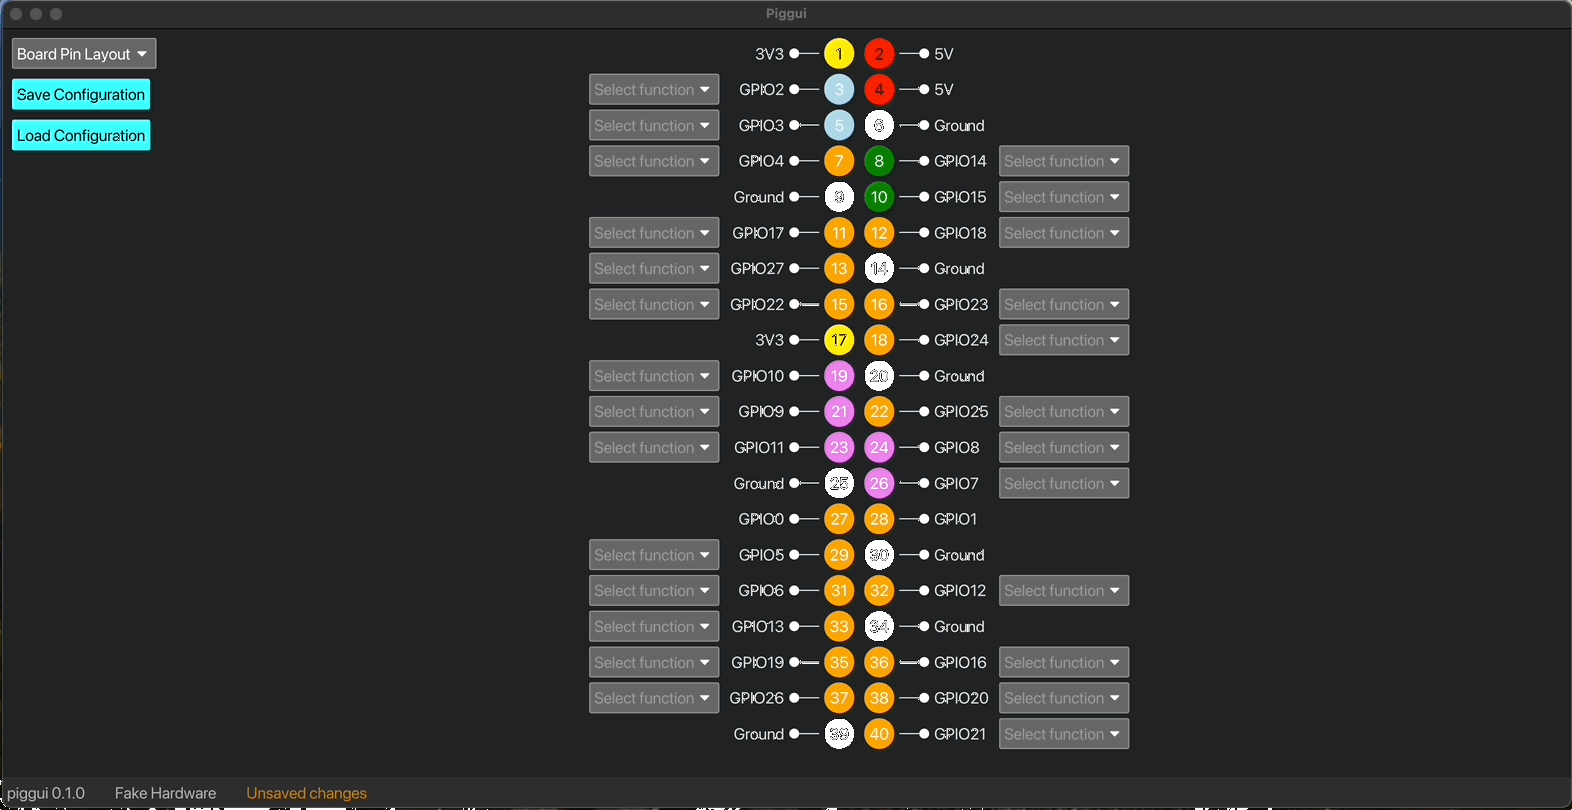 Piggui
Board Pin Layout
Save Configuration
Load Configuration
3V3 1 2 5V
Select function GPIO2 3 4 5V
Select function GPIO3 5 6 Ground
Select function GPIO4 7 8 GPIO14 Select function
Ground 9 10 GPIO15 Select function
Select function GPIO17 11 12 GPIO18 Select function
Select function GPIO27 13 14 Ground
Select function GPIO22 15 16 GPIO23 Select function
3V3 17 18 GPIO24 Select function
Select function GPIO10 19 20 Ground
Select function GPIO9 21 22 GPIO25 Select function
Select function GPIO11 23 24 GPIO8 Select function
Ground 25 26 GPIO7 Select function
GPIO0 27 28 GPIO1
Select function GPIO5 29 30 Ground
Select function GPIO6 31 32 GPIO12 Select function
Select function GPIO13 33 34 Ground
Select function GPIO19 35 36 GPIO16 Select function
Select function GPIO26 37 38 GPIO20 Select function
Ground 39 40 GPIO21 Select function
piggui 0.1.0 Fake Hardware Unsaved changes